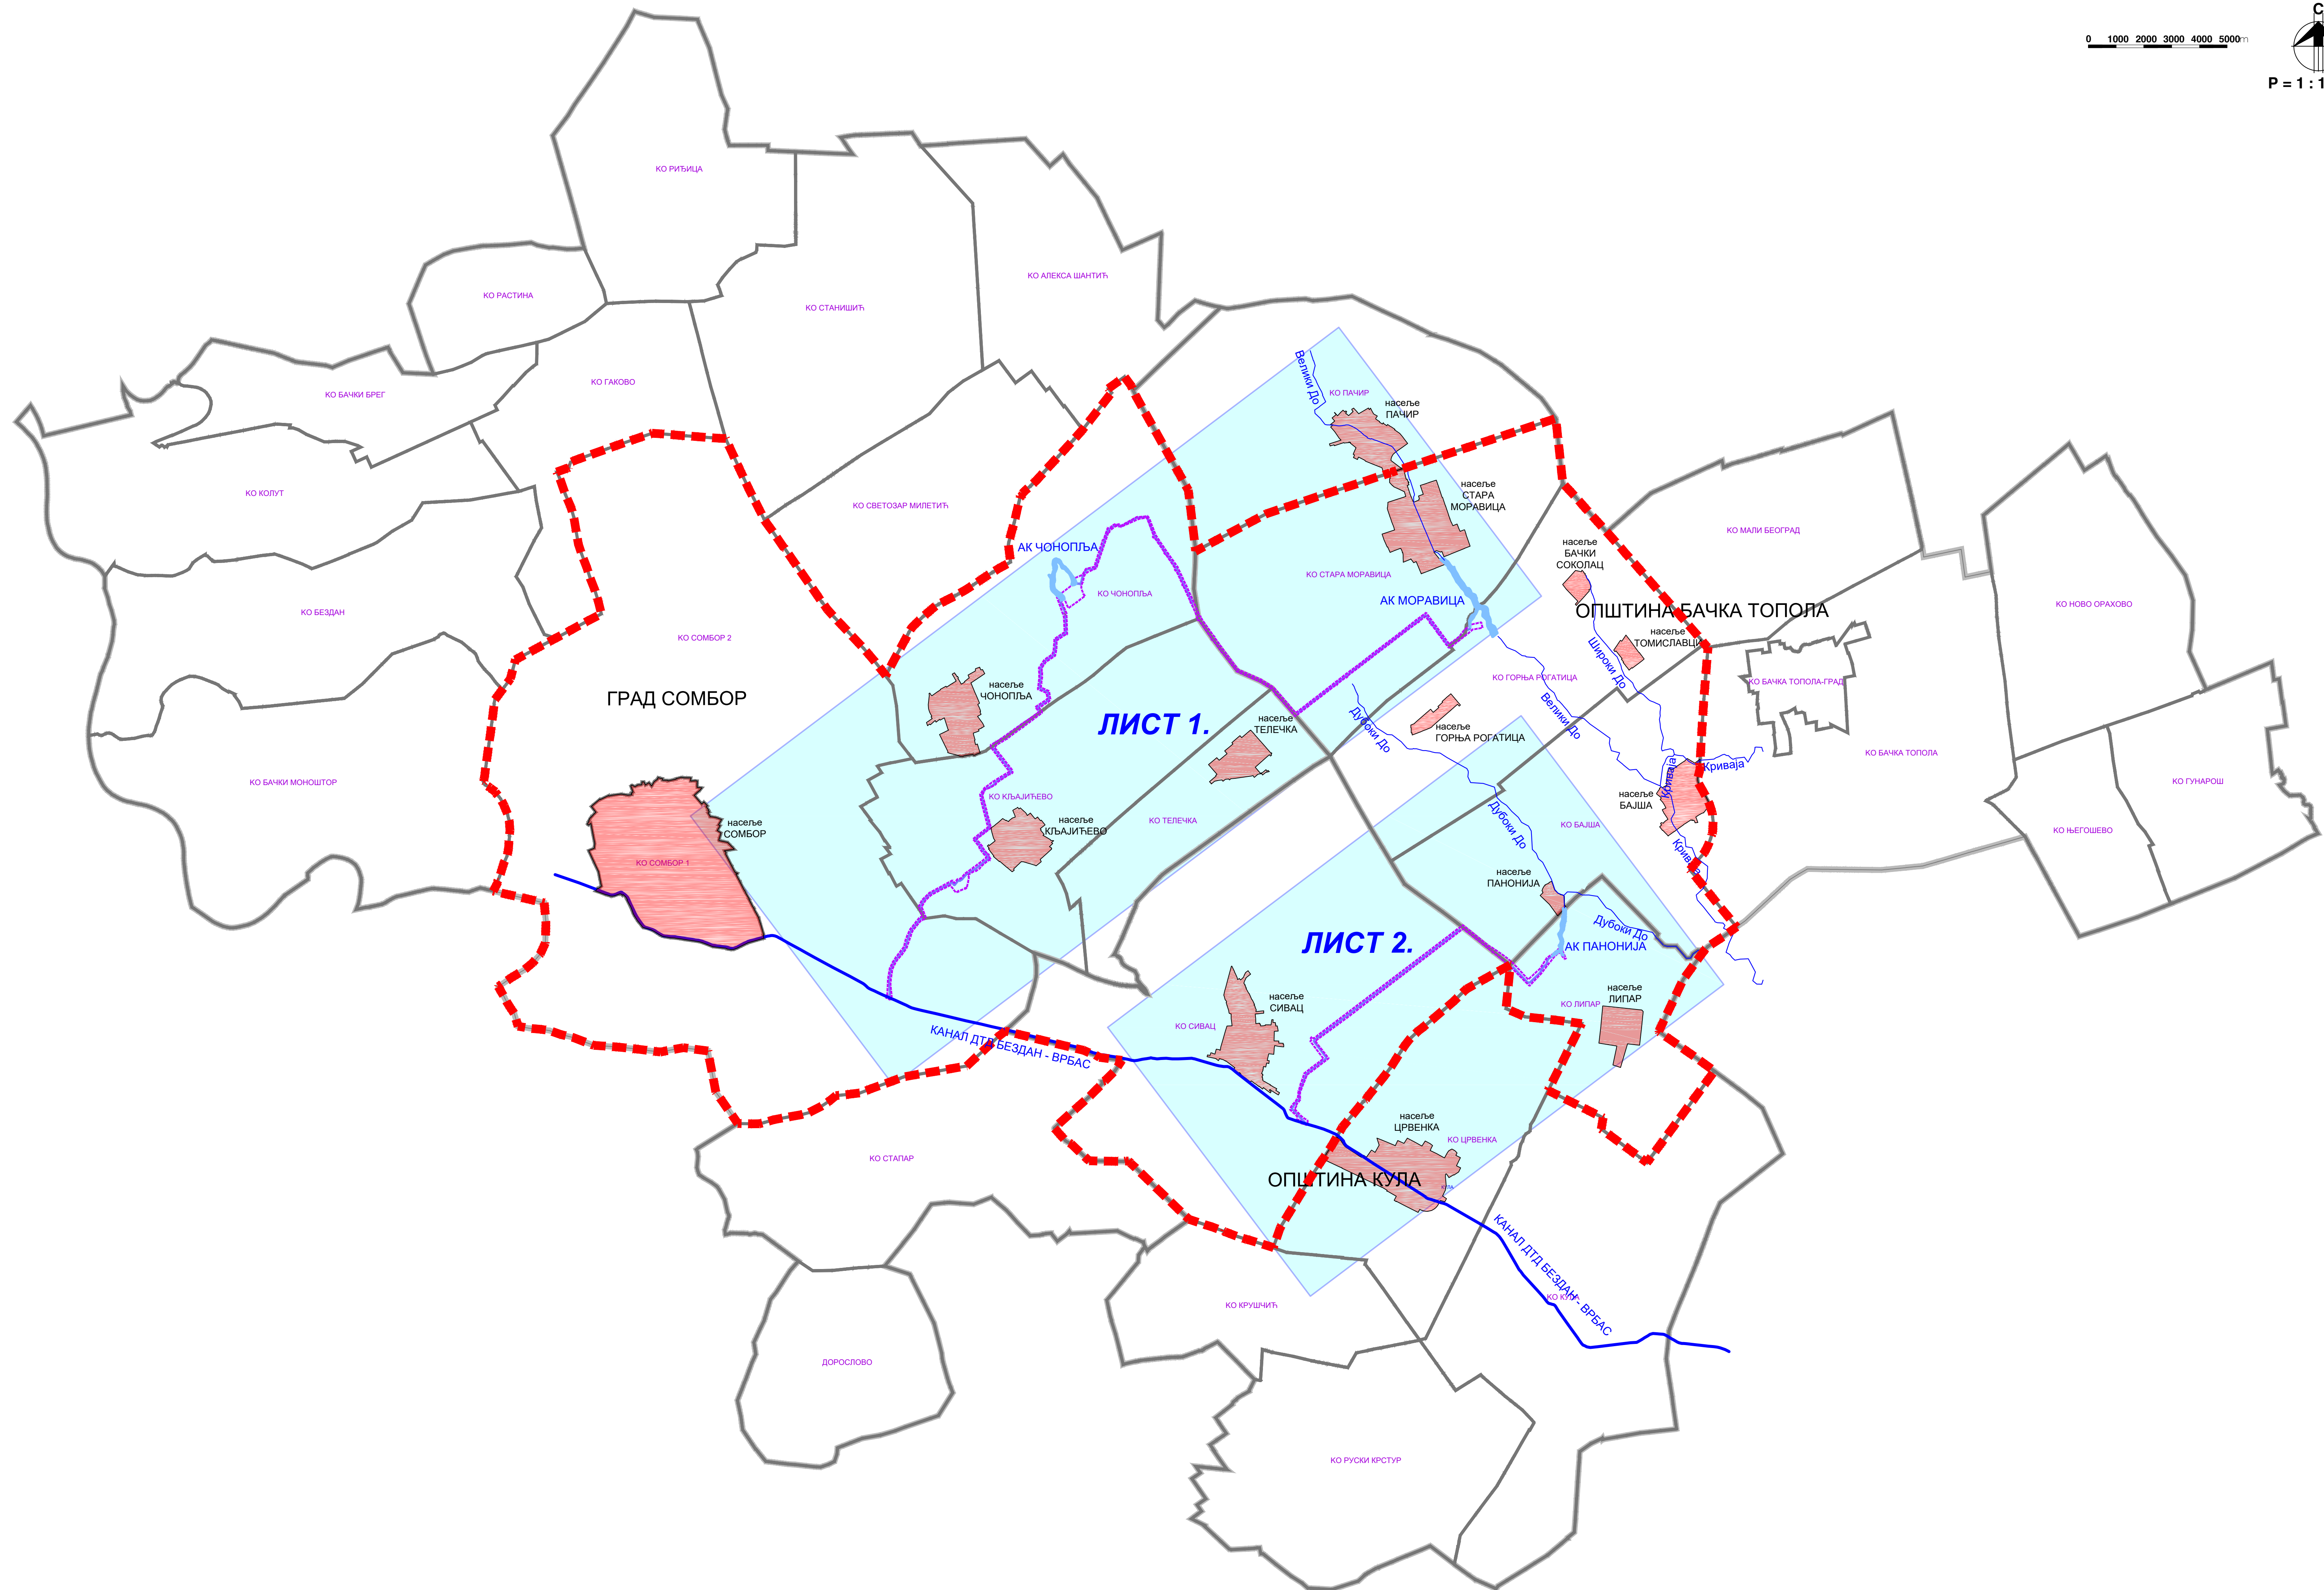 С
0 1000 2000 3000 4000 5000m
Р = 1 : 1
КО РИЂИЦА
КО АЛЕКСА ШАНТИЋ
КО РАСТИНА
КО СТАНИШИЋ
КО ГАКОВО
КО БАЧКИ БРЕГ
Велики До
КО ПАЧИР
насеље
ПАЧИР
КО КОЛУТ
КО СВЕТОЗАР МИЛЕТИЋ
насеље
СТАРА
МОРАВИЦА
КО МАЛИ БЕОГРАД
АК ЧОНОПЉА
насеље
БАЧКИ
СОКОЛАЦ
КО СТАРА МОРАВИЦА
КО ЧОНОПЉА
АК МОРАВИЦА
КО НОВО ОРАХОВО
КО БЕЗДАН
ОПШТИНА БАЧКА ТОПОЛА
КО СОМБОР 2
насеље
ТОМИСЛАВЦИ
Широки До
КО ГОРЊА РОГАТИЦА
КО БАЧКА ТОПОЛА-ГРАД
ГРАД СОМБОР
насеље
ЧОНОПЉА
ЛИСТ 1.
насеље
ТЕЛЕЧКА
Дубоки До
Велики До
насеље
ГОРЊА РОГАТИЦА
КО БАЧКА ТОПОЛА
Криваја
Криваја
КО БАЧКИ МОНОШТОР
КО ГУНАРОШ
КО КЉАЈИЋЕВО
насеље
БАЈША
Дубоки До
насеље
СОМБОР
насеље
КЉАЈИЋЕВО
КО ТЕЛЕЧКА
КО БАЈША
КО ЊЕГОШЕВО
Криваја
КО СОМБОР 1
насеље
ПАНОНИЈА
Дубоки До
ЛИСТ 2.
АК ПАНОНИЈА
насеље
СИВАЦ
насеље
ЛИПАР
КО ЛИПАР
КО СИВАЦ
КАНАЛ ДТД БЕЗДАН - ВРБАС
насеље
ЦРВЕНКА
КО ЦРВЕНКА
КО СТАПАР
ОПШТИНА КУЛА
КУЛА
КАНАЛ ДТД БЕЗДАН - ВРБАС
КО КУЛА
КО КРУШЧИЋ
ДОРОСЛОВО
КО РУСКИ КРСТУР